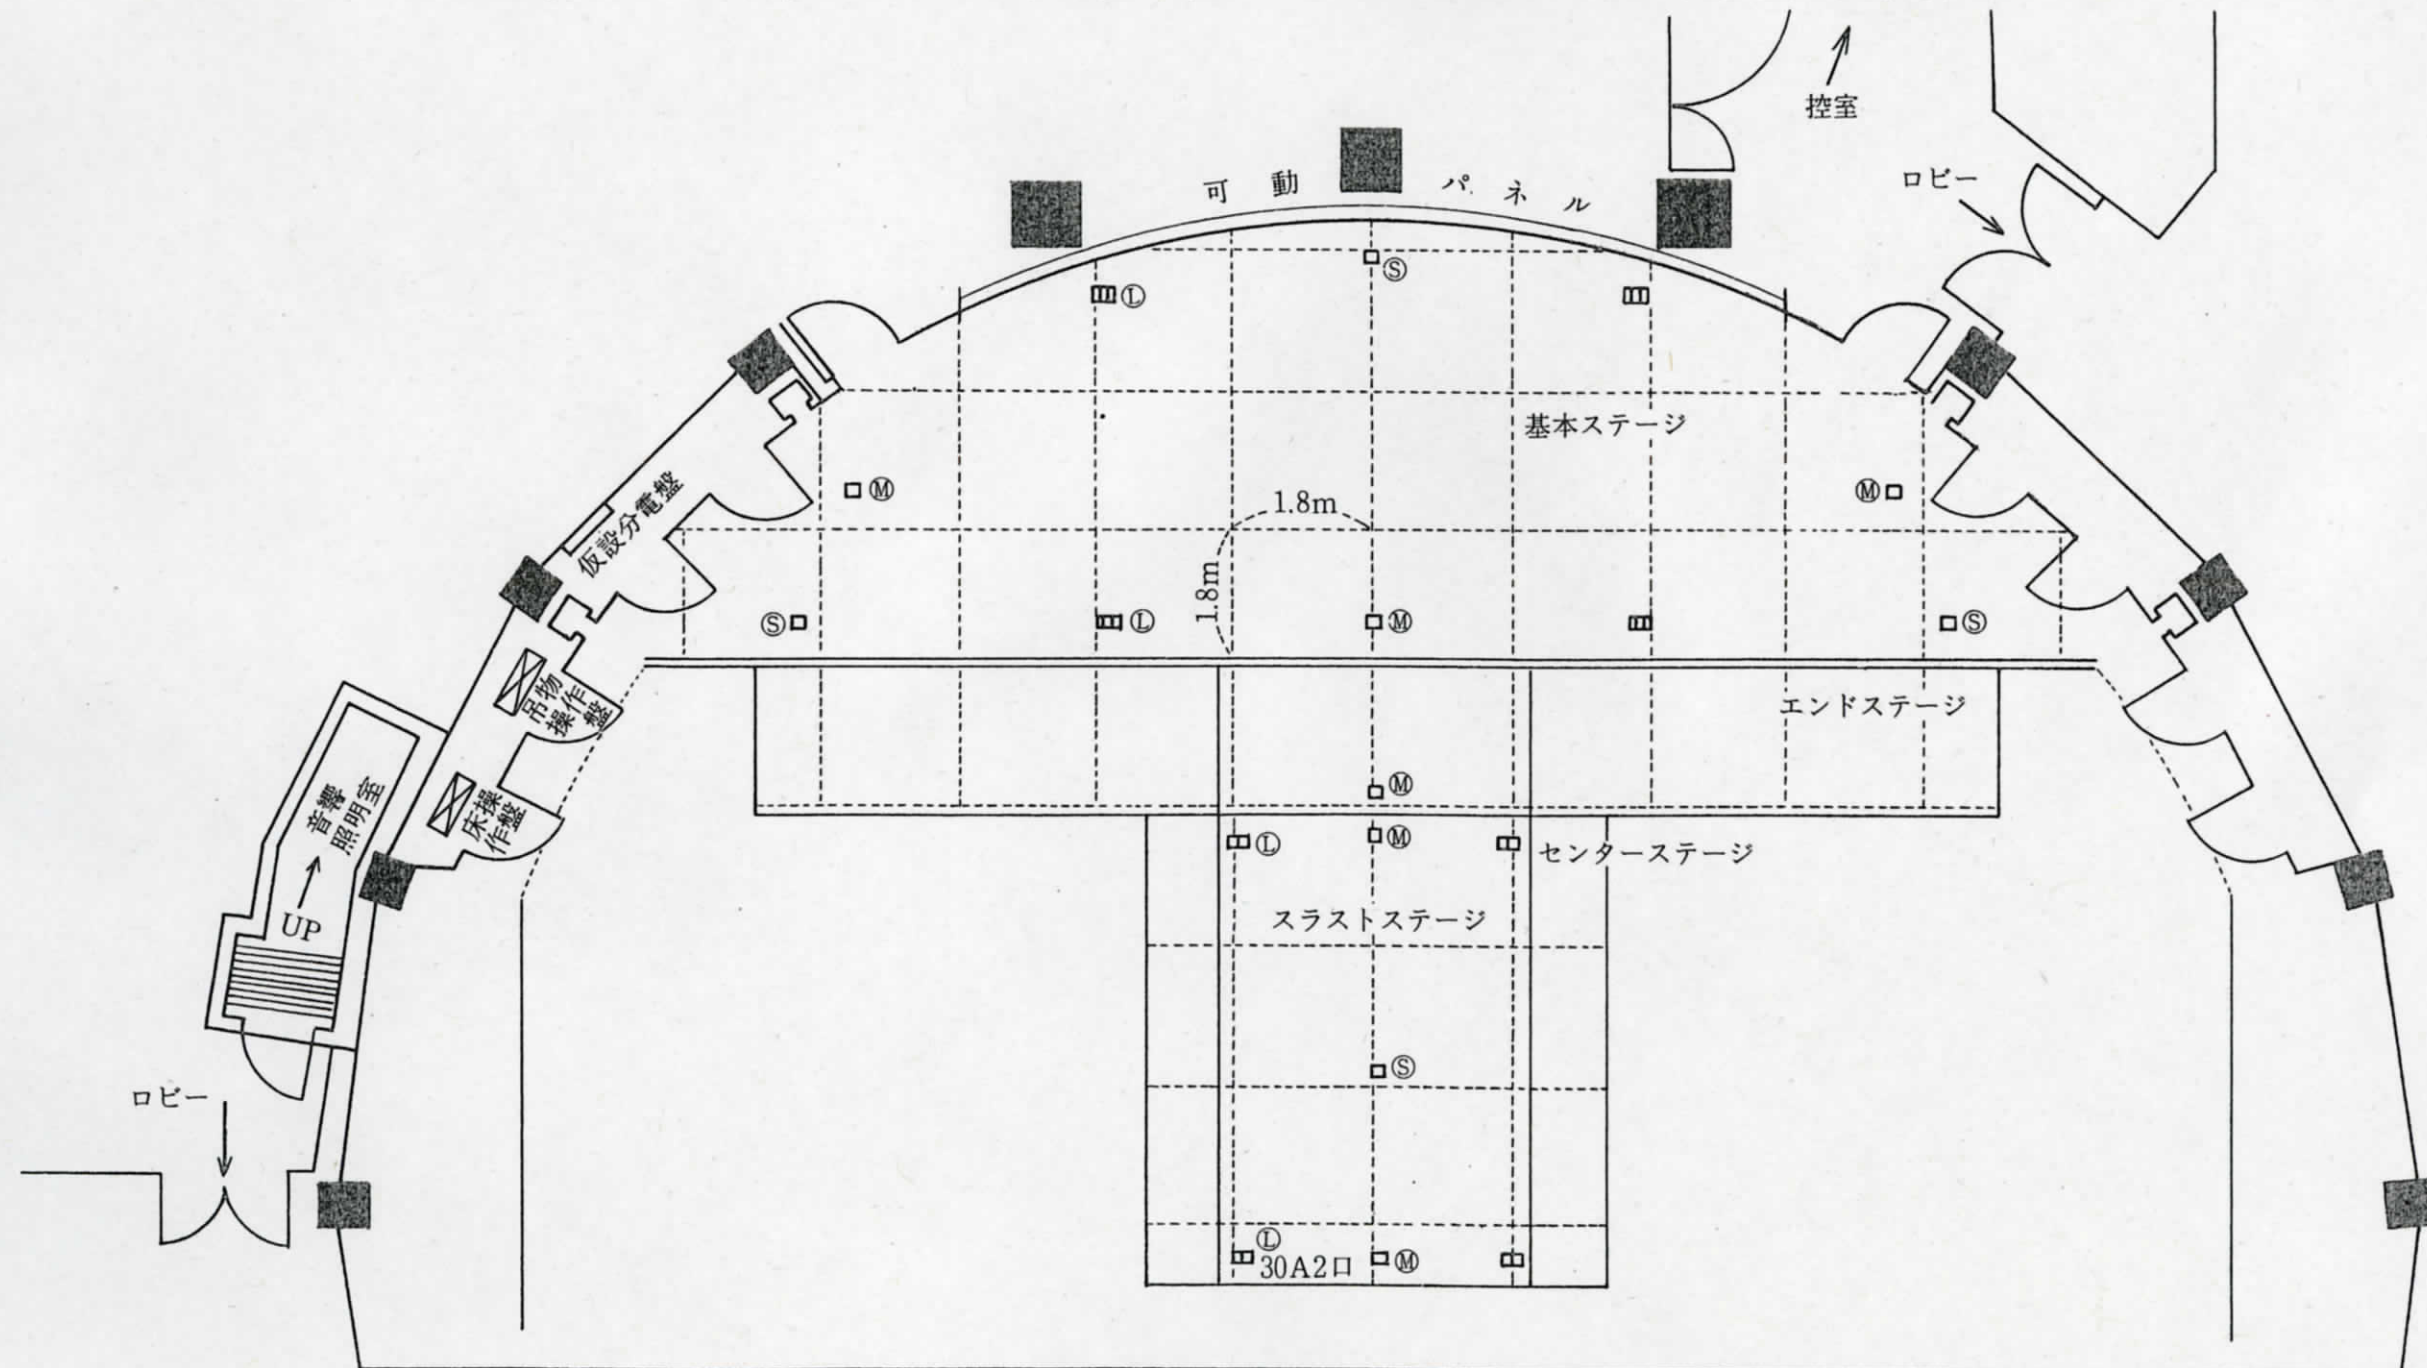 控室
ロビー
可動パネル
Ⓢ
Ⓛ
基本ステージ
Ⓜ
Ⓜ
1.8m
1.8m
仮設分電盤
Ⓢ
Ⓛ
Ⓜ
Ⓢ
吊物
操作
盤
エンドステージ
Ⓜ
床操
作盤
音響
照明室
Ⓛ
Ⓜ
センターステージ
UP
スラストステージ
Ⓢ
ロビー
Ⓛ
30A2口
Ⓜ